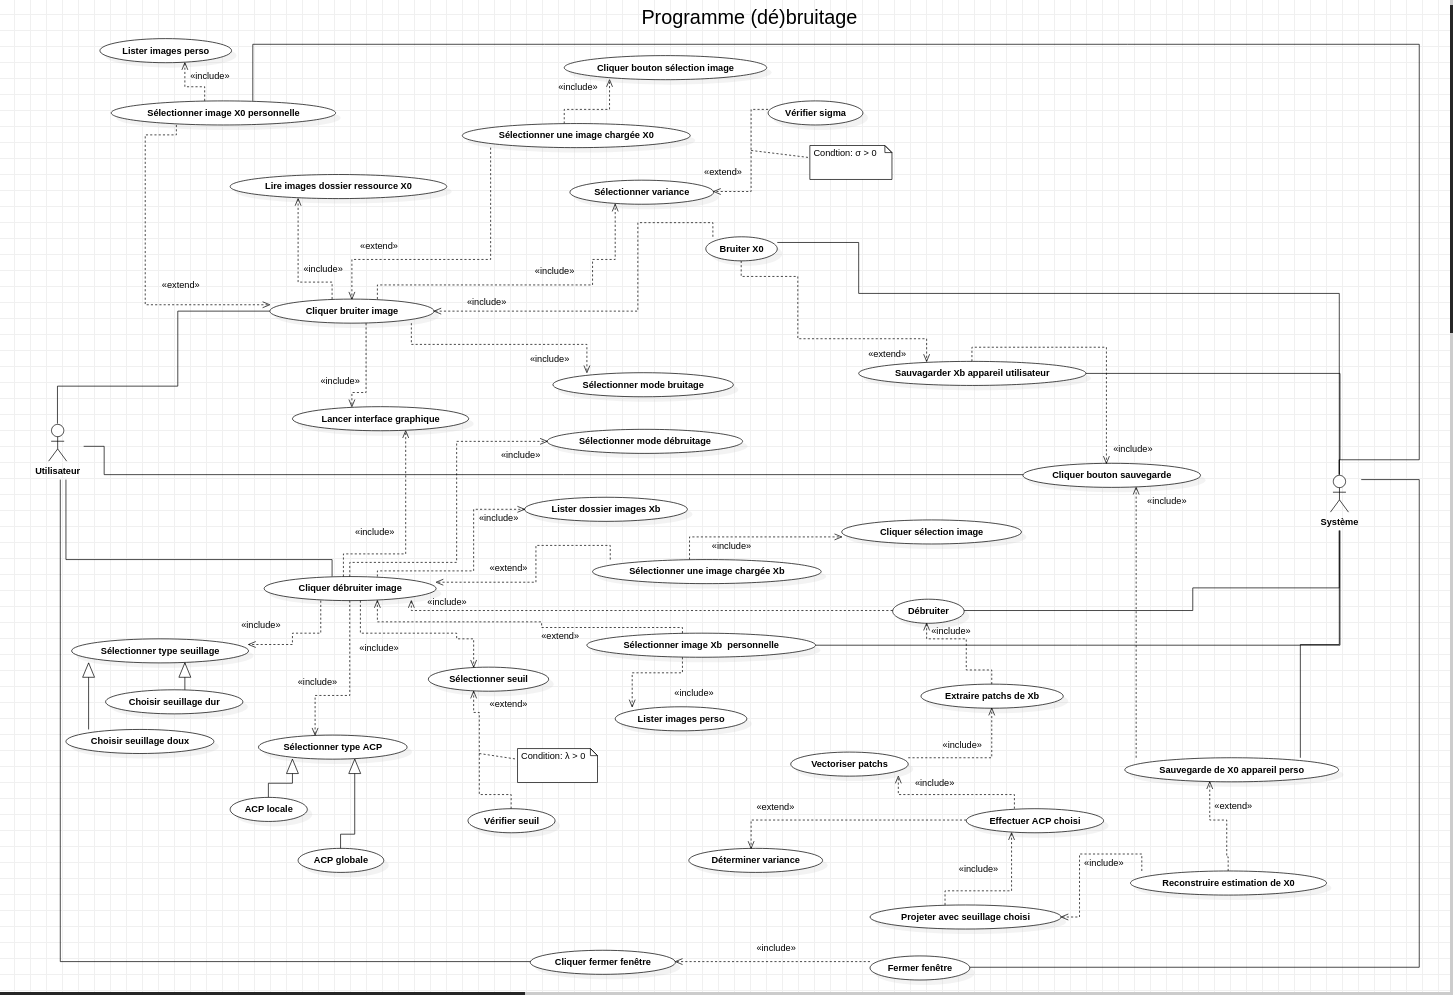 Programme (dé)bruitage
Lister images perso
«include»
Cliquer bouton sélection image
«include»
Sélectionner image X0 personnelle
Vérifier sigma
Sélectionner une image chargée X0
Condtion: σ > 0
«extend»
Lire images dossier ressource X0
Sélectionner variance
«extend»
Bruiter X0
«include»
«include»
«extend»
«include»
Cliquer bruiter image
«include»
«extend»
«include»
Sauvagarder Xb appareil utilisateur
Sélectionner mode bruitage
Lancer interface graphique
Sélectionner mode débruitage
«include»
«include»
Utilisateur
Cliquer bouton sauvegarde
«include»
Lister dossier images Xb
«include»
Système
«include»
Cliquer sélection image
«include»
«extend»
Sélectionner une image chargée Xb
Cliquer débruiter image
«include»
Débruiter
«include»
«include»
«extend»
Sélectionner type seuillage
«include»
Sélectionner image Xb  personnelle
«include»
Sélectionner seuil
«include»
Extraire patchs de Xb
Choisir seuillage dur
«extend»
Lister images perso
Choisir seuillage doux
Sélectionner type ACP
«include»
Condition: λ > 0
Vectoriser patchs
Sauvegarde de X0 appareil perso
«include»
ACP locale
«extend»
«extend»
Vérifier seuil
Effectuer ACP choisi
ACP globale
Déterminer variance
«include»
«include»
Reconstruire estimation de X0
Projeter avec seuillage choisi
«include»
Cliquer fermer fenêtre
Fermer fenêtre